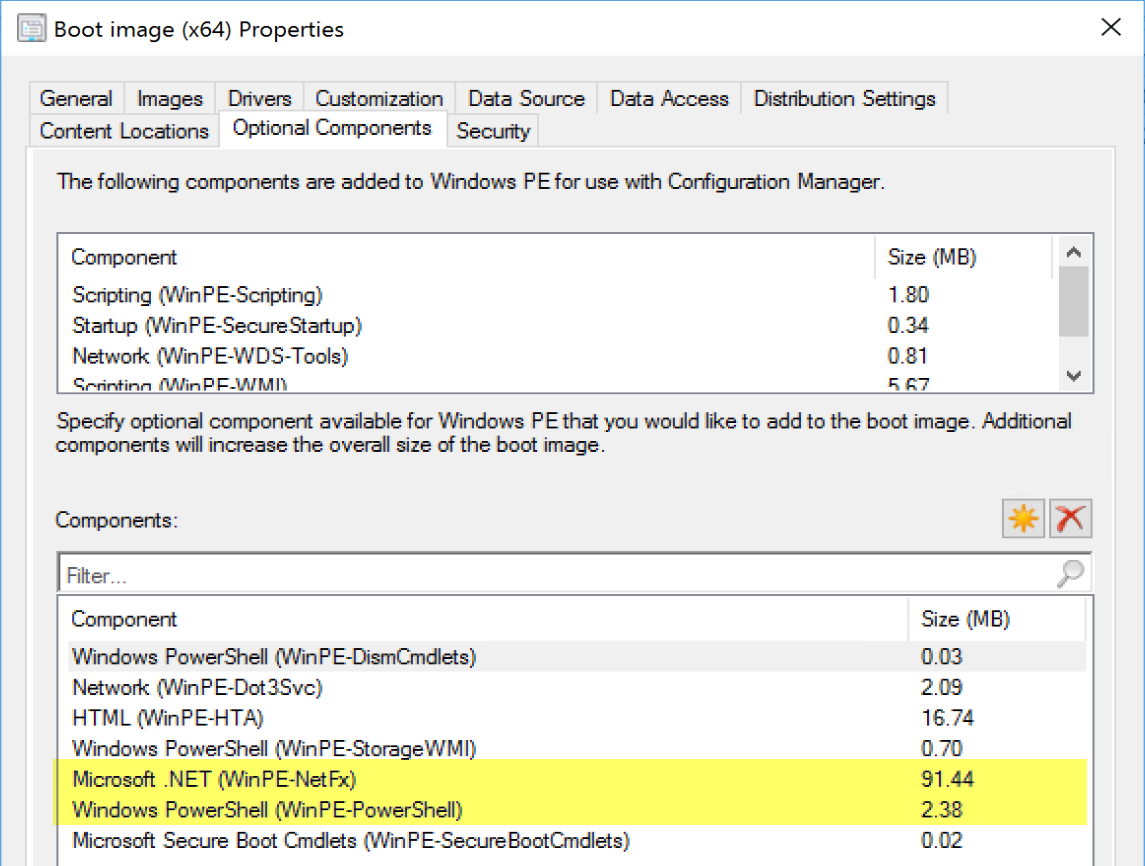 Boot image (x64) Properties
General Images Drivers Customization Data Source Data Access Distribution Settings
Content Locations Optional Components Security
The following components are added to Windows PE for use with Configuration Manager.
Component Size (MB)
Scripting (WinPE-Scripting) 1.80
Startup (WinPE-SecureStartup) 0.34
Network (WinPE-WDS-Tools) 0.81
Scripting (WinPE-WMI) 5.67
Specify optional component available for Windows PE that you would like to add to the boot image. Additional
components will increase the overall size of the boot image.
Components:
Filter...
Component Size (MB)
Windows PowerShell (WinPE-DismCmdlets) 0.03
Network (WinPE-Dot3Svc) 2.09
HTML (WinPE-HTA) 16.74
Windows PowerShell (WinPE-StorageWMI) 0.70
Microsoft .NET (WinPE-NetFx) 91.44
Windows PowerShell (WinPE-PowerShell) 2.38
Microsoft Secure Boot Cmdlets (WinPE-SecureBootCmdlets) 0.02